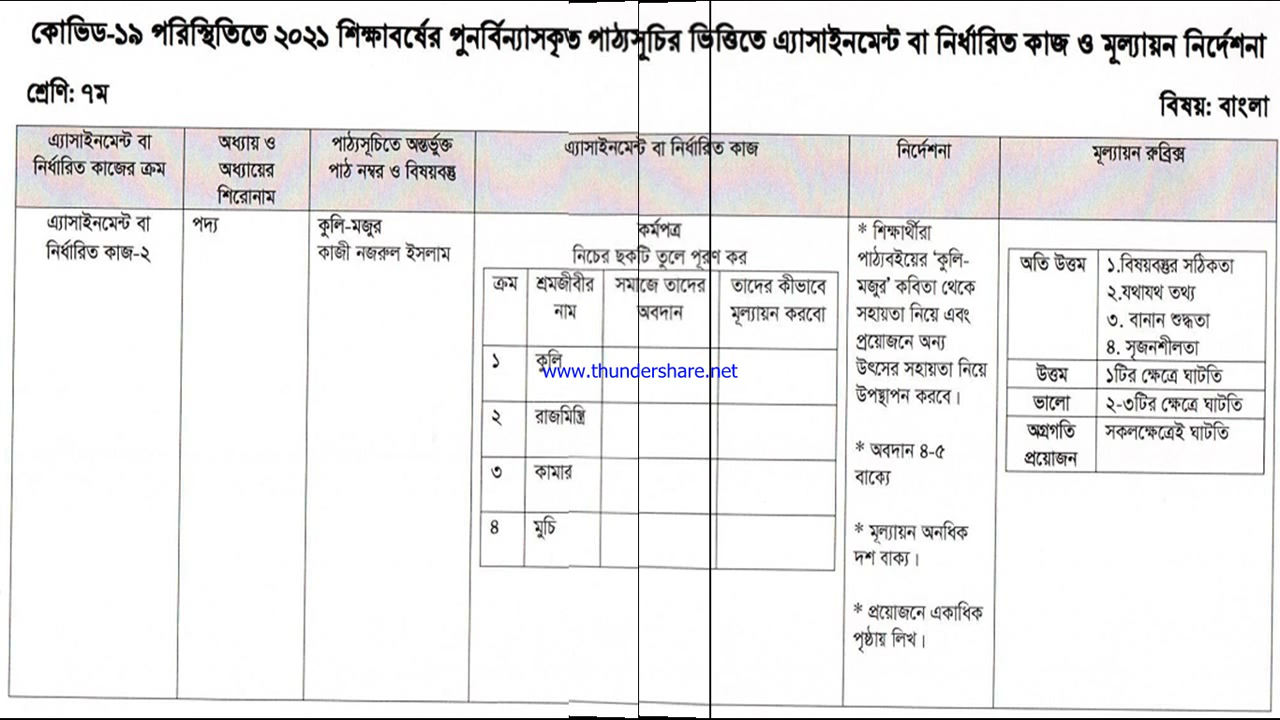 কোভিড-১৯ পরিস্থিতিতে ২০২১ শিক্ষাবর্ষের পুনর্বিন্যাসকৃত পাঠ্যসূচির ভিত্তিতে এ্যাসাইনমেন্ট বা নির্ধারিত কাজ ও মূল্যায়ন নির্দেশনা
শ্রেণি: ৭ম
বিষয়: বাংলা
এ্যাসাইনমেন্ট বা
নির্ধারিত কাজের ক্রম
অধ্যায় ও
অধ্যায়ের
শিরোনাম
পাঠ্যসূচিতে অন্তর্ভুক্ত
পাঠ নম্বর ও বিষয়বস্তু
এ্যাসাইনমেন্ট বা নির্ধারিত কাজ
নির্দেশনা
মূল্যায়ন রুব্রিক্স
এ্যাসাইনমেন্ট বা
নির্ধারিত কাজ-২
পদ্য
কুলি-মজুর
কাজী নজরুল ইসলাম
কর্মপত্র
নিচের ছকটি তুলে পূরণ কর
ক্রম
শ্রমজীবীর
নাম
সমাজে তাদের
অবদান
তাদের কীভাবে
মূল্যায়ন করবো
১
কুলি
২
রাজমিস্ত্রি
৩
কামার
৪
মুচি
www.thundershare.net
* শিক্ষার্থীরা
পাঠ্যবইয়ের 'কুলি-
মজুর' কবিতা থেকে
সহায়তা নিয়ে এবং
প্রয়োজনে অন্য
উৎসের সহায়তা নিয়ে
উপস্থাপন করবে।
* অবদান ৪-৫
বাক্যে
* মূল্যায়ন অনধিক
দশ বাক্য।
* প্রয়োজনে একাধিক
পৃষ্ঠায় লিখ।
অতি উত্তম
১.বিষয়বস্তুর সঠিকতা
২.যথাযথ তথ্য
৩. বানান শুদ্ধতা
৪. সৃজনশীলতা
উত্তম
১টির ক্ষেত্রে ঘাটতি
ভালো
২-৩টির ক্ষেত্রে ঘাটতি
অগ্রগতি
প্রয়োজন
সকলক্ষেত্রেই ঘাটতি